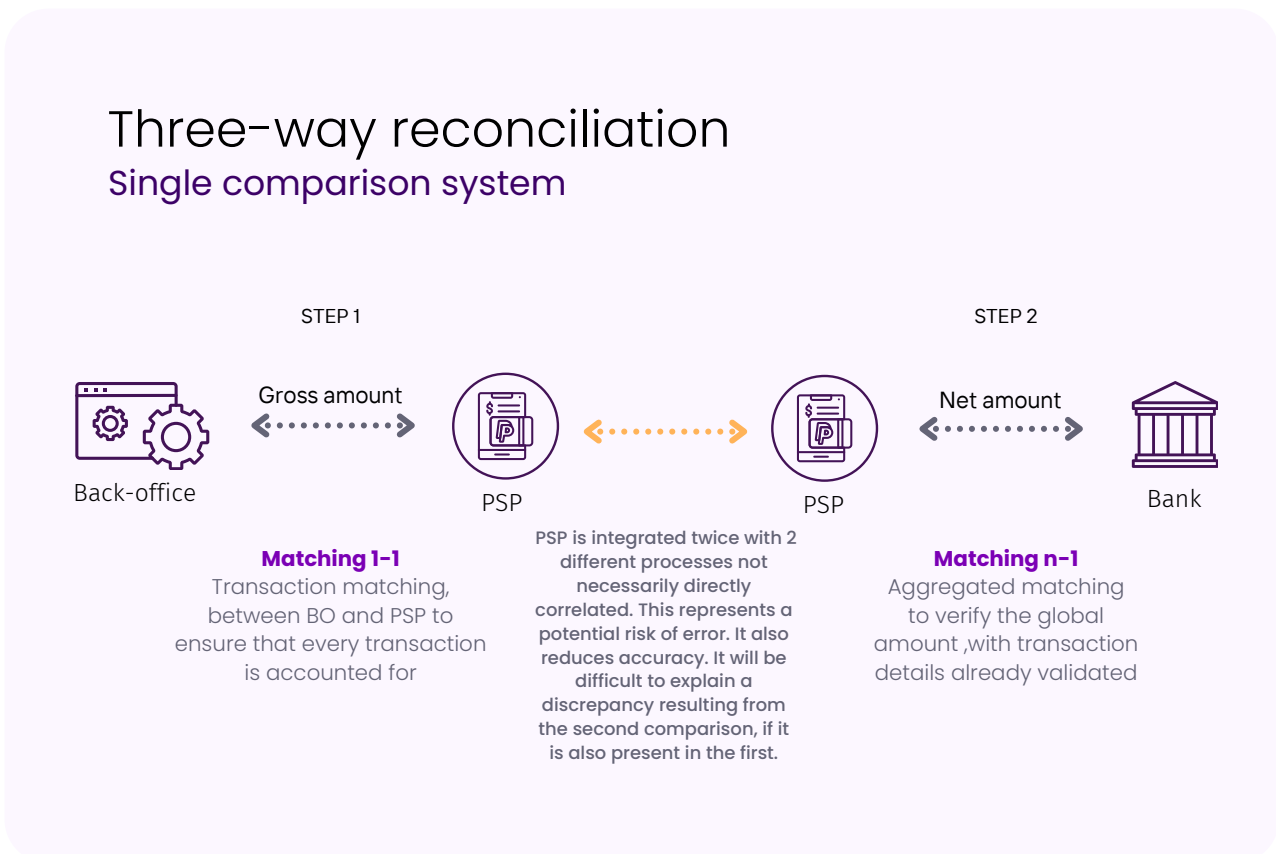 Three-way reconciliation
Single comparison system
STEP 1
STEP 2
Gross amount
Net amount
Back-office
PSP
PSP
Bank
Matching 1-1
Transaction matching,
between BO and PSP to
ensure that every transaction
is accounted for
PSP is integrated twice with 2
different processes not
necessarily directly
correlated. This represents a
potential risk of error. It also
reduces accuracy. It will be
difficult to explain a
discrepancy resulting from
the second comparison, if it
is also present in the first.
Matching n-1
Aggregated matching
to verify the global
amount ,with transaction
details already validated